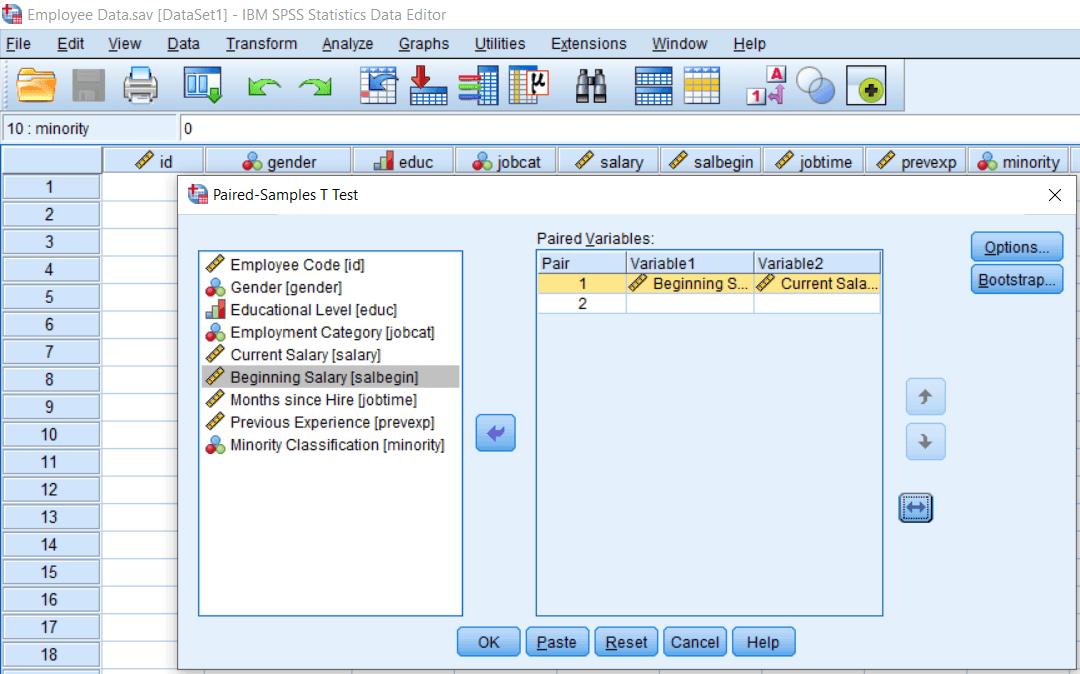 Employee Data.sav [DataSet1] - IBM SPSS Statistics Data Editor
File Edit View Data Transform Analyze Graphs Utilities Extensions Window Help
μ A 1
10 : minority 0
id gender educ jobcat salary salbegin jobtime prevexp minority
1
2
3
4
5
6
7
8
9
10
11
12
13
14
15
16
17
18
Paired-Samples T Test
Employee Code [id]
Gender [gender]
Educational Level [educ]
Employment Category [jobcat]
Current Salary [salary]
Beginning Salary [salbegin]
Months since Hire [jobtime]
Previous Experience [prevexp]
Minority Classification [minority]
Paired Variables:
Pair Variable1 Variable2
1 Beginning S... Current Sala...
2
Options...
Bootstrap...
OK Paste Reset Cancel Help